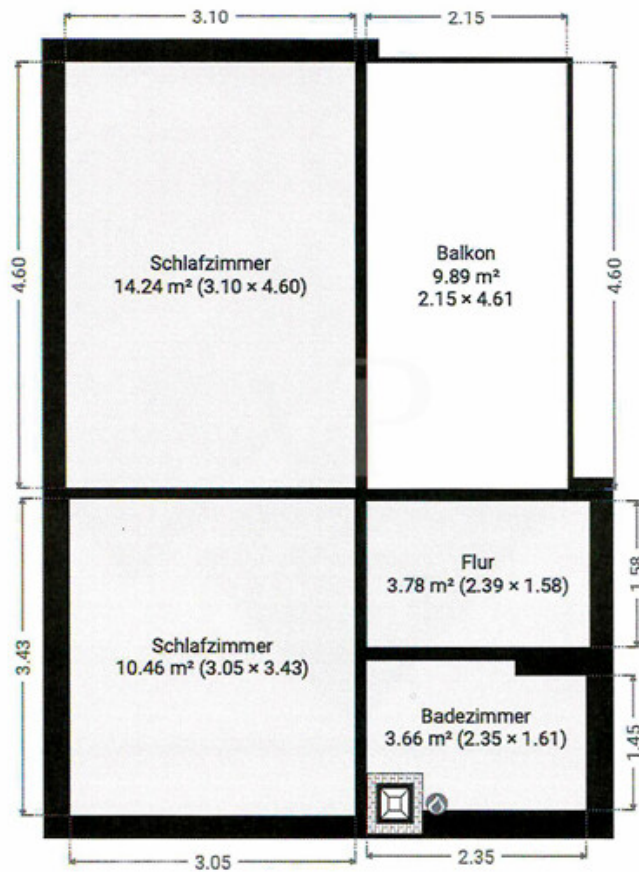 3.10
2.15
4.60
Schlafzimmer
14.24 m² (3.10 × 4.60)
Balkon
9.89 m²
2.15 × 4.61
4.60
Flur
3.78 m² (2.39 × 1.58)
1.58
3.43
Schlafzimmer
10.46 m² (3.05 × 3.43)
Badezimmer
3.66 m² (2.35 × 1.61)
1.45
3.05
2.35